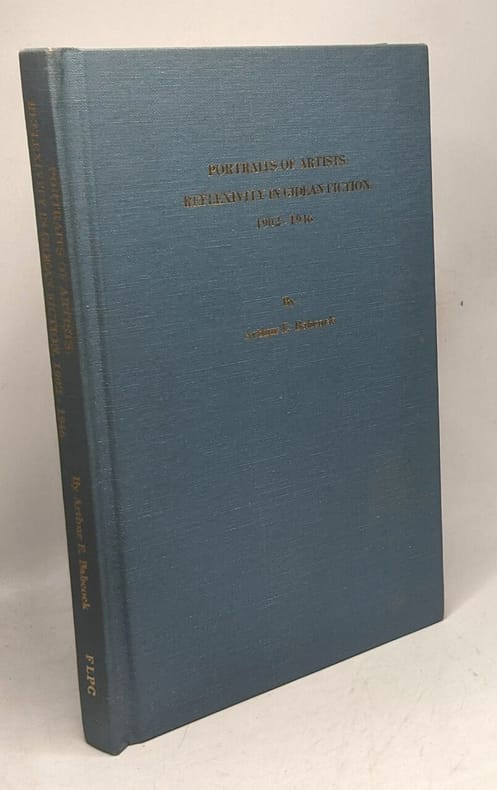 PORTRAITS OF ARTISTS:
REFLEXIVITY IN GIDEAN FICTION,
1902 - 1946
By
Arthur E. Babcock
PORTRAITS OF ARTISTS:
REFLEXIVITY IN GIDEAN FICTION, 1902 - 1946
By Arthur E. Babcock
FLPC